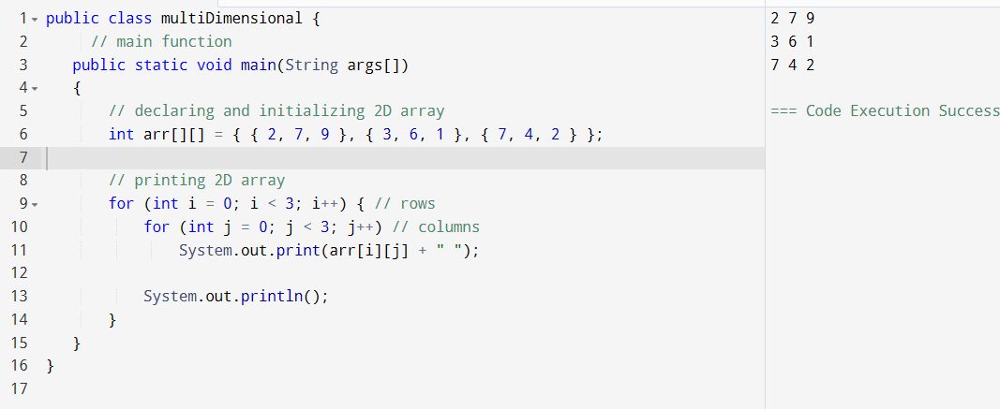 1 public class multiDimensional {
2 // main function
3 public static void main(String args[])
4 {
5 // declaring and initializing 2D array
6 int arr[][] = { { 2, 7, 9 }, { 3, 6, 1 }, { 7, 4, 2 } };
7
8 // printing 2D array
9 for (int i = 0; i < 3; i++) { // rows
10 for (int j = 0; j < 3; j++) // columns
11 System.out.print(arr[i][j] + " ");
12
13 System.out.println();
14 }
15 }
16 }
17
2 7 9
3 6 1
7 4 2
=== Code Execution Success